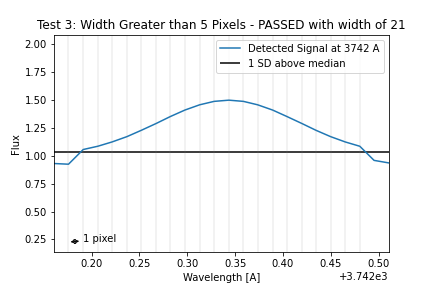 Test 3: Width Greater than 5 Pixels - PASSED with width of 21
2.00
1.75
1.50
1.25
1.00
0.75
0.50
0.25
Flux
Detected Signal at 3742 A
1 SD above median
1 pixel
0.20 0.25 0.30 0.35 0.40 0.45 0.50
Wavelength [A]
+3.742e3